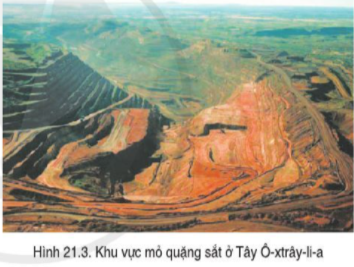 Hình 21.3. Khu vực mỏ quặng sắt ở Tây Ô-xtrây-li-a